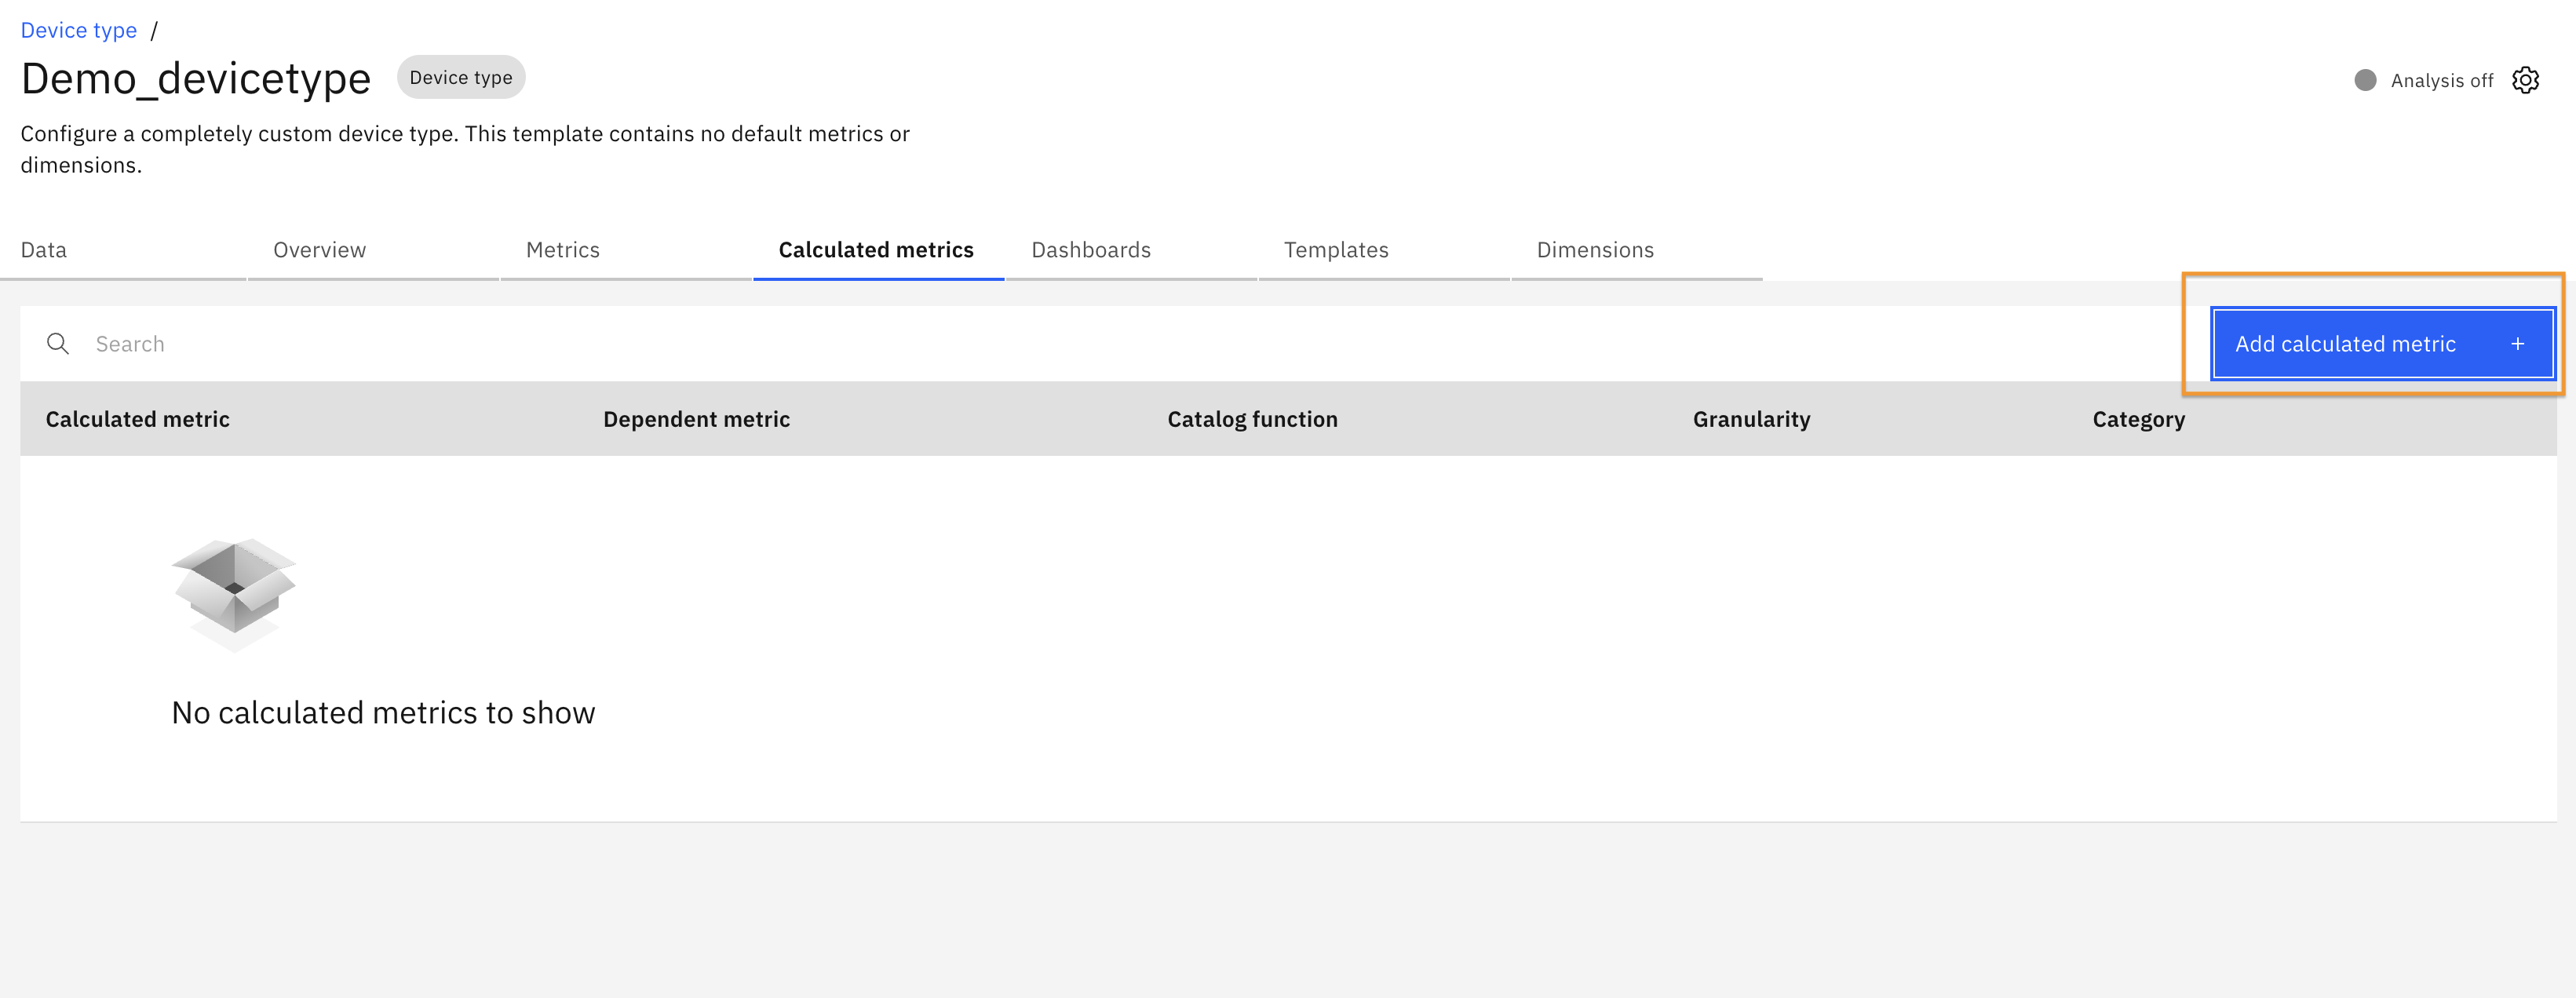 Device type /
Demo_devicetype Device type
Analysis off
Configure a completely custom device type. This template contains no default metrics or
dimensions.
Data Overview Metrics Calculated metrics Dashboards Templates Dimensions
Search
Add calculated metric +
Calculated metric Dependent metric Catalog function Granularity Category
No calculated metrics to show